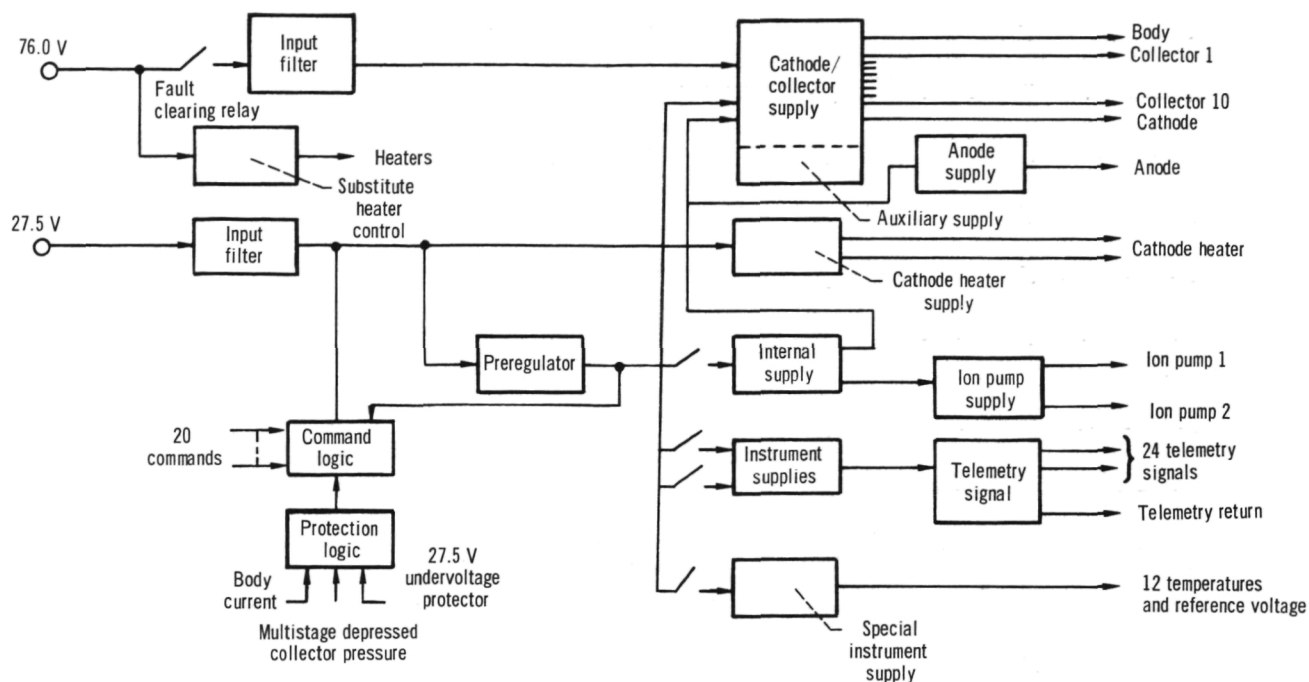 76.0 V
Input
filter
Fault
clearing relay
Cathode/
collector
supply
Body
Collector 1
Collector 10
Cathode
Heaters
Substitute
heater
control
Anode
supply
Anode
Auxiliary supply
27.5 V
Input
filter
Cathode heater
Cathode heater
supply
Preregulator
Internal
supply
Ion pump
supply
Ion pump 1
Ion pump 2
20
commands
Command
logic
Instrument
supplies
Telemetry
signal
24 telemetry
signals
Telemetry return
Protection
logic
Body
current
27.5 V
undervoltage
protector
Multistage depressed
collector pressure
12 temperatures
and reference voltage
Special
instrument
supply